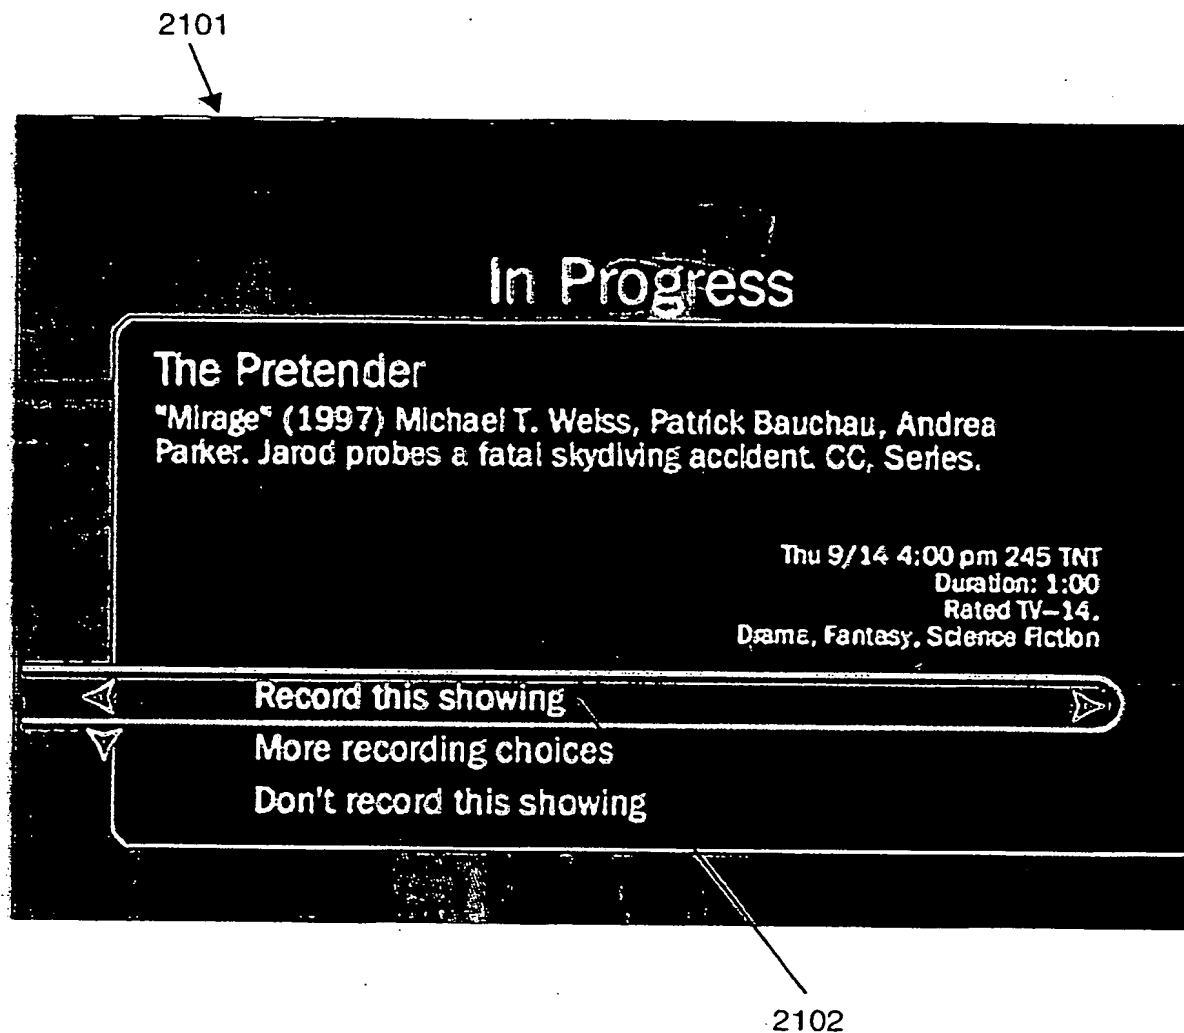 2101
In Progress
The Pretender
"Mirage" (1997) Michael T. Weiss, Patrick Bauchau, Andrea
Parker. Jarod probes a fatal skydiving accident. CC, Series.
Thu 9/14 4:00 pm 245 TNT
Duration: 1:00
Rated TV-14.
Drama, Fantasy, Science Fiction
Record this showing
More recording choices
Don't record this showing
2102